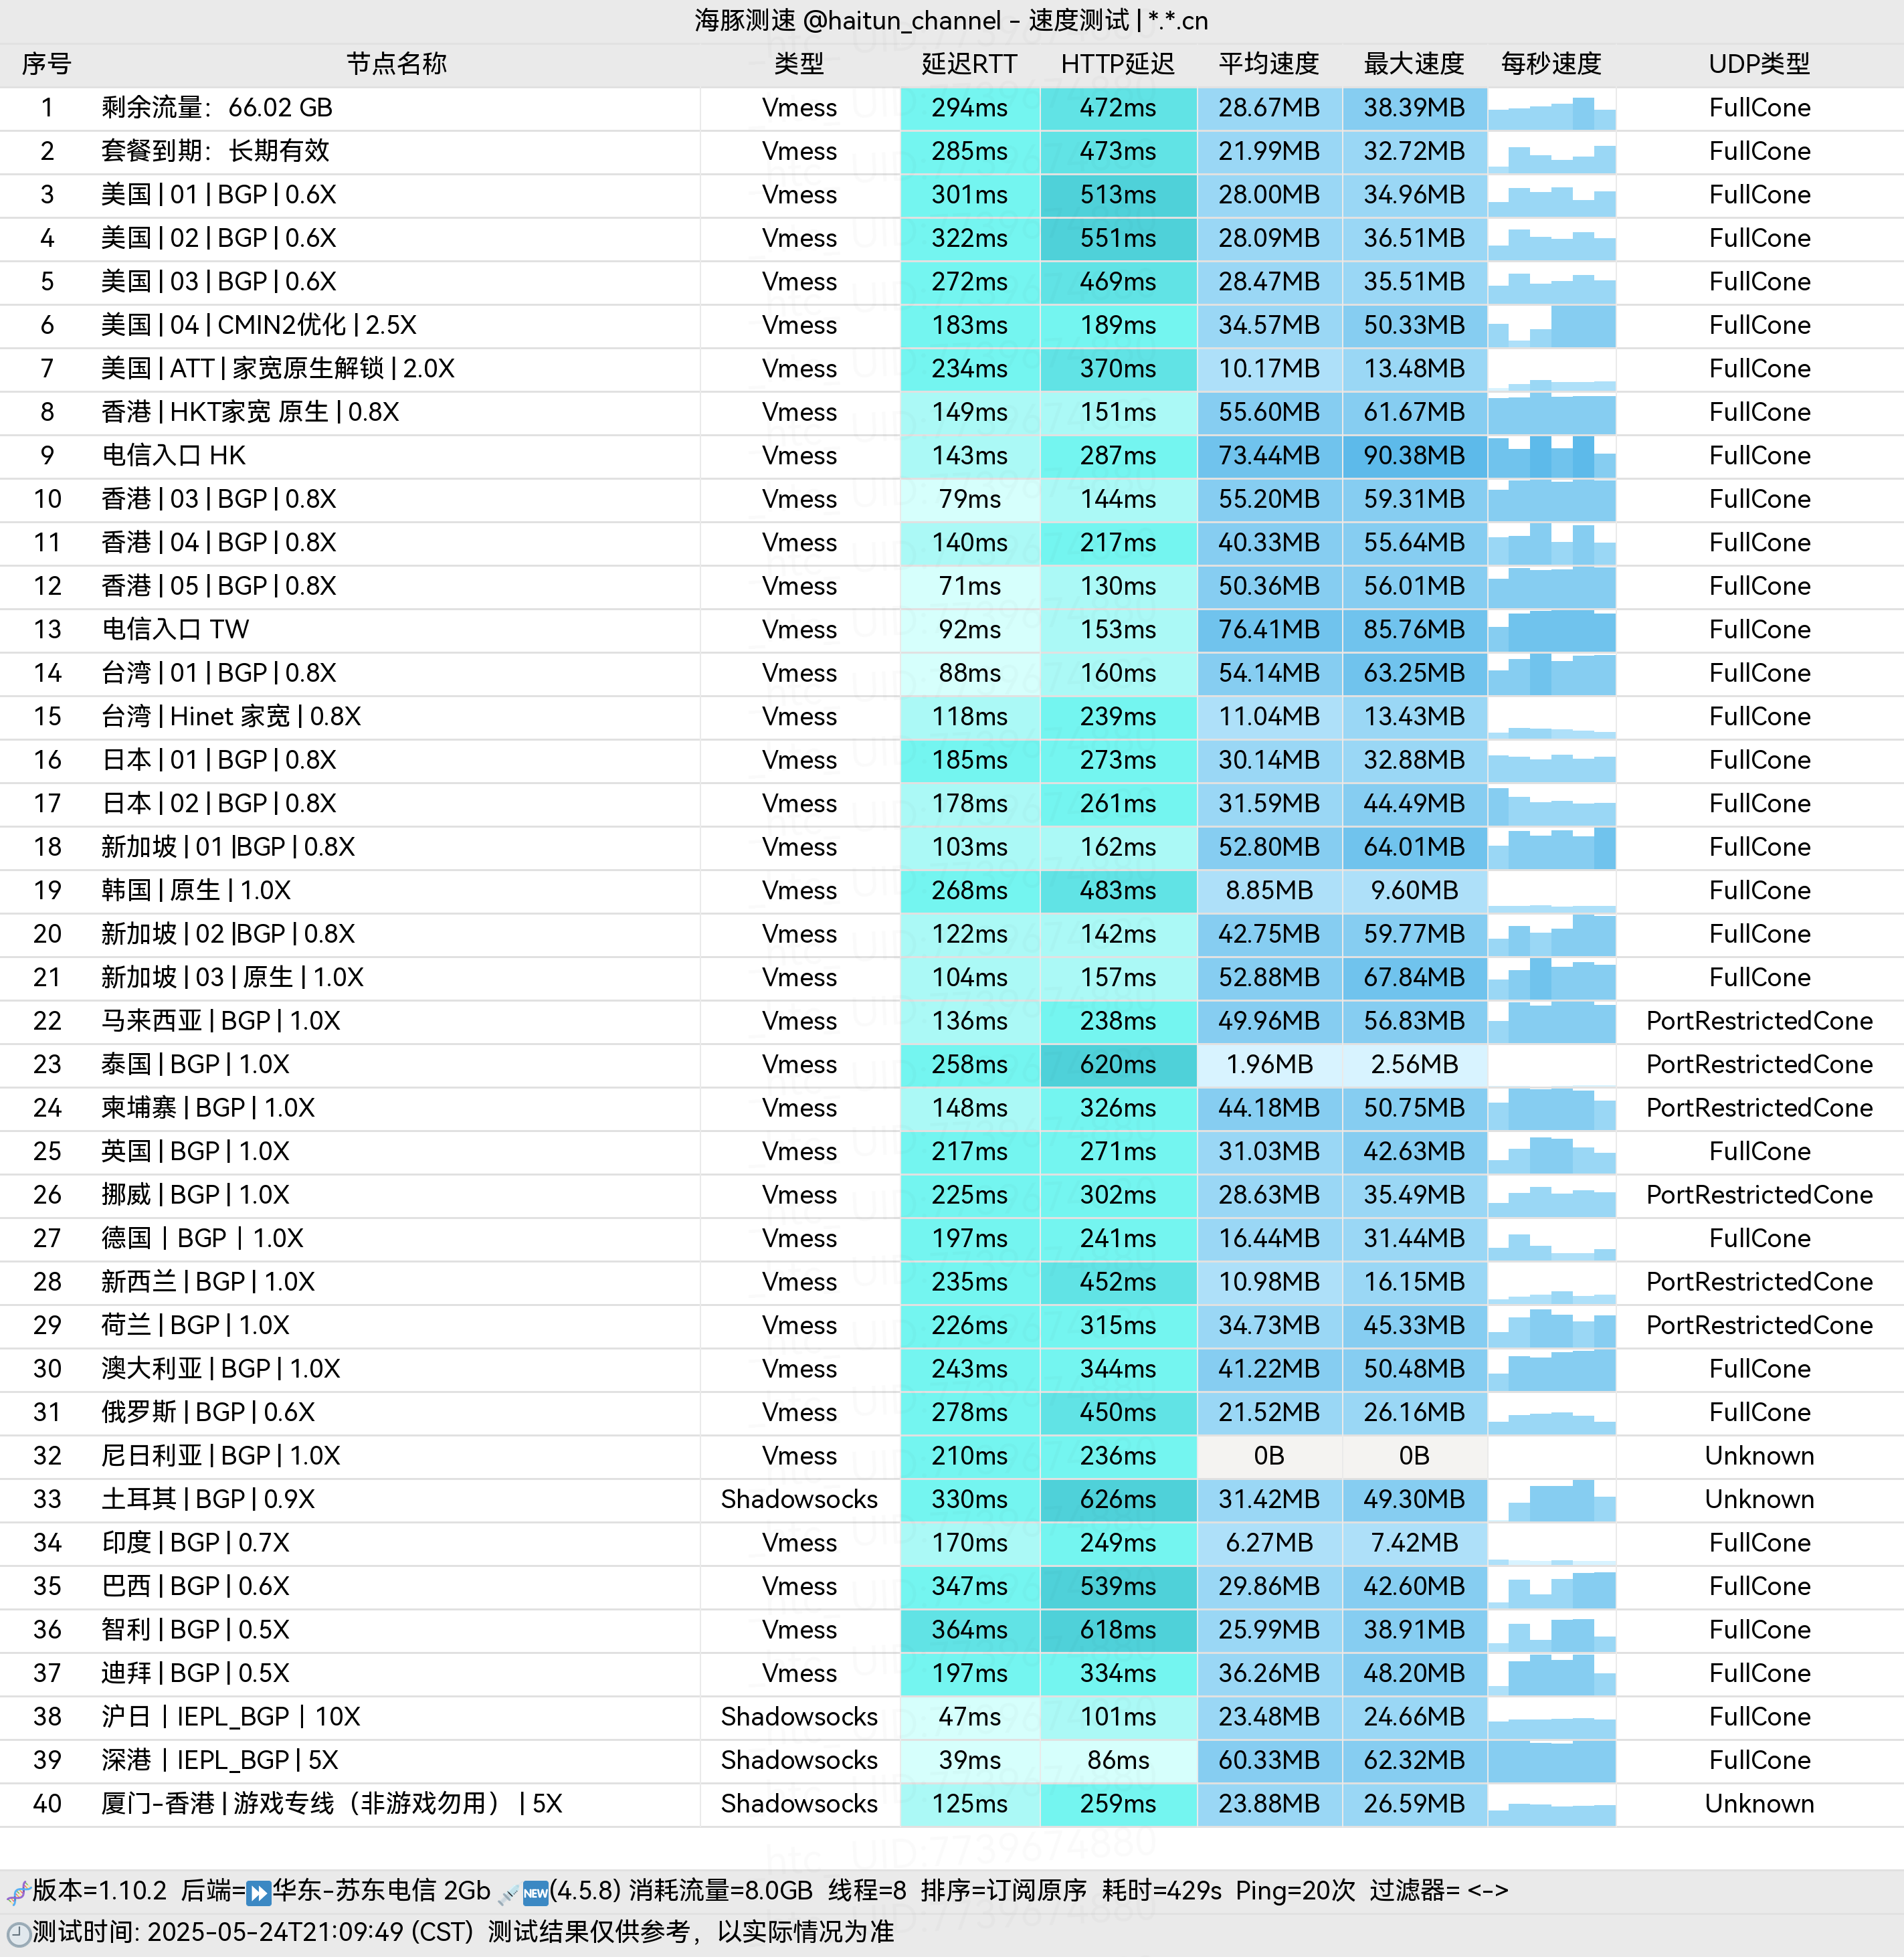 海豚测速 @haitun_channel - 速度测试 | *.*.cn
序号 节点名称 类型 延迟RTT HTTP延迟 平均速度 最大速度 每秒速度 UDP类型
1 剩余流量：66.02 GB Vmess 294ms 472ms 28.67MB 38.39MB FullCone
2 套餐到期：长期有效 Vmess 285ms 473ms 21.99MB 32.72MB FullCone
3 美国 | 01 | BGP | 0.6X Vmess 301ms 513ms 28.00MB 34.96MB FullCone
4 美国 | 02 | BGP | 0.6X Vmess 322ms 551ms 28.09MB 36.51MB FullCone
5 美国 | 03 | BGP | 0.6X Vmess 272ms 469ms 28.47MB 35.51MB FullCone
6 美国 | 04 | CMIN2优化 | 2.5X Vmess 183ms 189ms 34.57MB 50.33MB FullCone
7 美国 | ATT | 家宽原生解锁 | 2.0X Vmess 234ms 370ms 10.17MB 13.48MB FullCone
8 香港 | HKT家宽 原生 | 0.8X Vmess 149ms 151ms 55.60MB 61.67MB FullCone
9 电信入口 HK Vmess 143ms 287ms 73.44MB 90.38MB FullCone
10 香港 | 03 | BGP | 0.8X Vmess 79ms 144ms 55.20MB 59.31MB FullCone
11 香港 | 04 | BGP | 0.8X Vmess 140ms 217ms 40.33MB 55.64MB FullCone
12 香港 | 05 | BGP | 0.8X Vmess 71ms 130ms 50.36MB 56.01MB FullCone
13 电信入口 TW Vmess 92ms 153ms 76.41MB 85.76MB FullCone
14 台湾 | 01 | BGP | 0.8X Vmess 88ms 160ms 54.14MB 63.25MB FullCone
15 台湾 | Hinet 家宽 | 0.8X Vmess 118ms 239ms 11.04MB 13.43MB FullCone
16 日本 | 01 | BGP | 0.8X Vmess 185ms 273ms 30.14MB 32.88MB FullCone
17 日本 | 02 | BGP | 0.8X Vmess 178ms 261ms 31.59MB 44.49MB FullCone
18 新加坡 | 01 |BGP | 0.8X Vmess 103ms 162ms 52.80MB 64.01MB FullCone
19 韩国 | 原生 | 1.0X Vmess 268ms 483ms 8.85MB 9.60MB FullCone
20 新加坡 | 02 |BGP | 0.8X Vmess 122ms 142ms 42.75MB 59.77MB FullCone
21 新加坡 | 03 | 原生 | 1.0X Vmess 104ms 157ms 52.88MB 67.84MB FullCone
22 马来西亚 | BGP | 1.0X Vmess 136ms 238ms 49.96MB 56.83MB PortRestrictedCone
23 泰国 | BGP | 1.0X Vmess 258ms 620ms 1.96MB 2.56MB PortRestrictedCone
24 柬埔寨 | BGP | 1.0X Vmess 148ms 326ms 44.18MB 50.75MB PortRestrictedCone
25 英国 | BGP | 1.0X Vmess 217ms 271ms 31.03MB 42.63MB FullCone
26 挪威 | BGP | 1.0X Vmess 225ms 302ms 28.63MB 35.49MB PortRestrictedCone
27 德国｜BGP｜1.0X Vmess 197ms 241ms 16.44MB 31.44MB FullCone
28 新西兰 | BGP | 1.0X Vmess 235ms 452ms 10.98MB 16.15MB PortRestrictedCone
29 荷兰 | BGP | 1.0X Vmess 226ms 315ms 34.73MB 45.33MB PortRestrictedCone
30 澳大利亚 | BGP | 1.0X Vmess 243ms 344ms 41.22MB 50.48MB FullCone
31 俄罗斯 | BGP | 0.6X Vmess 278ms 450ms 21.52MB 26.16MB FullCone
32 尼日利亚 | BGP | 1.0X Vmess 210ms 236ms 0B 0B Unknown
33 土耳其 | BGP | 0.9X Shadowsocks 330ms 626ms 31.42MB 49.30MB Unknown
34 印度 | BGP | 0.7X Vmess 170ms 249ms 6.27MB 7.42MB FullCone
35 巴西 | BGP | 0.6X Vmess 347ms 539ms 29.86MB 42.60MB FullCone
36 智利 | BGP | 0.5X Vmess 364ms 618ms 25.99MB 38.91MB FullCone
37 迪拜 | BGP | 0.5X Vmess 197ms 334ms 36.26MB 48.20MB FullCone
38 沪日｜IEPL_BGP｜10X Shadowsocks 47ms 101ms 23.48MB 24.66MB FullCone
39 深港｜IEPL_BGP | 5X Shadowsocks 39ms 86ms 60.33MB 62.32MB FullCone
40 厦门-香港 | 游戏专线（非游戏勿用） | 5X Shadowsocks 125ms 259ms 23.88MB 26.59MB Unknown
htc_ UID:7739674880
🧬版本=1.10.2 后端=⏩华东-苏东电信 2Gb 💉🆕(4.5.8) 消耗流量=8.0GB 线程=8 排序=订阅原序 耗时=429s Ping=20次 过滤器= <->
🕘测试时间: 2025-05-24T21:09:49 (CST) 测试结果仅供参考，以实际情况为准